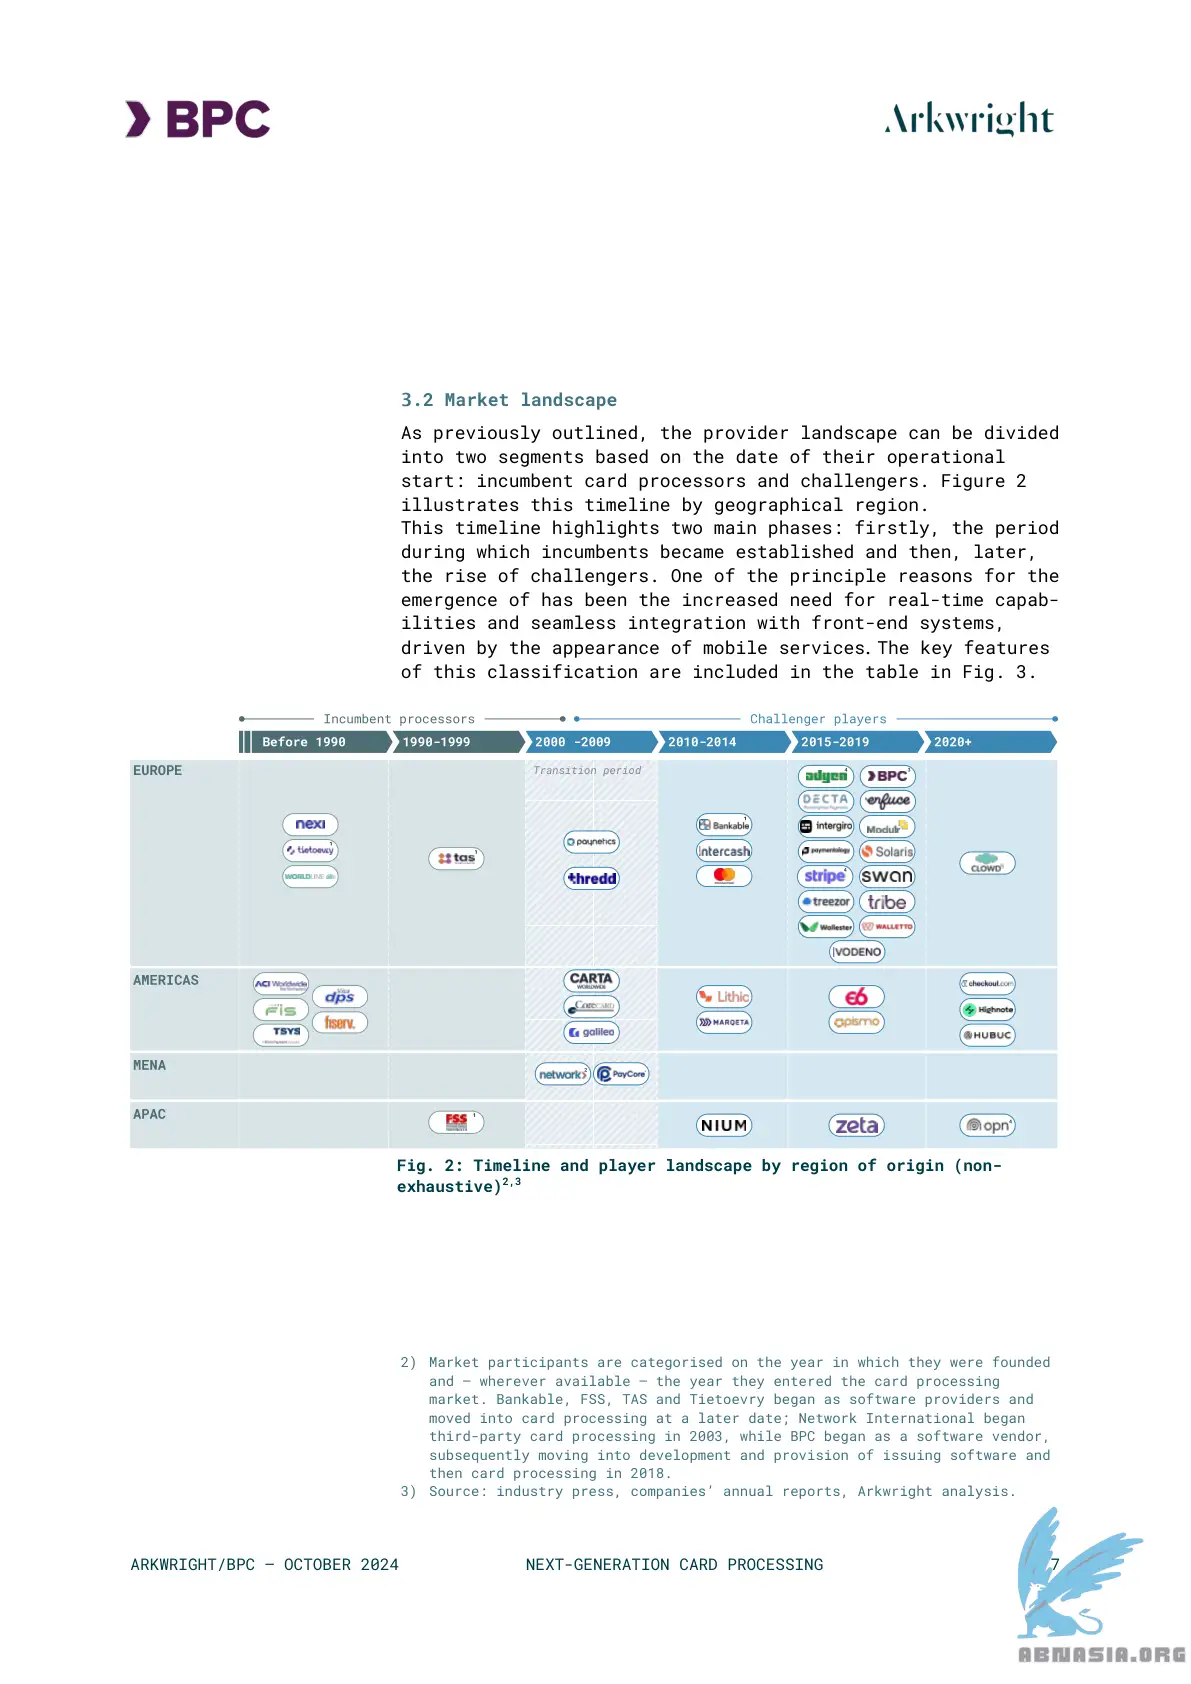 BPC
Arkwright
3.2 Market landscape
As previously outlined, the provider landscape can be divided
into two segments based on the date of their operational
start: incumbent card processors and challengers. Figure 2
illustrates this timeline by geographical region.
This timeline highlights two main phases: firstly, the period
during which incumbents became established and then, later,
the rise of challengers. One of the principle reasons for the
emergence of has been the increased need for real-time capab-
ilities and seamless integration with front-end systems,
driven by the appearance of mobile services. The key features
of this classification are included in the table in Fig. 3.
Incumbent processors
Challenger players
Before 1990
1990-1999
2000 -2009
2010-2014
2015-2019
2020+
EUROPE
Transition period
nexi
tietoevry¹
WORLDLINE
tas¹
paynetics
thredd
Bankable¹
intercash
adyen⁴
BPC¹
DECTA
enfuce
intergiro
Modulr
paymentology
Solaris
stripe⁴
swan
treezor
tribe
Wallester
WALLETTO
VODENO
CLOWD⁹
AMERICAS
ACI Worldwide
Visa
dps
FIS
fiserv.
TSYS
CARTA
WORLDWIDE
CoreCARD
galileo
Lithic
MARQETA
E6
apismo
checkout.com
Highnote
HUBUC
MENA
network²
PayCore
APAC
FSS¹
NIUM
zeta
opn⁴
Fig. 2: Timeline and player landscape by region of origin (non-
exhaustive)²,³
2) Market participants are categorised on the year in which they were founded
and – wherever available – the year they entered the card processing
market. Bankable, FSS, TAS and Tietoevry began as software providers and
moved into card processing at a later date; Network International began
third-party card processing in 2003, while BPC began as a software vendor,
subsequently moving into development and provision of issuing software and
then card processing in 2018.
3) Source: industry press, companies’ annual reports, Arkwright analysis.
ARKWRIGHT/BPC – OCTOBER 2024
NEXT-GENERATION CARD PROCESSING
7
ABNASIA.ORG